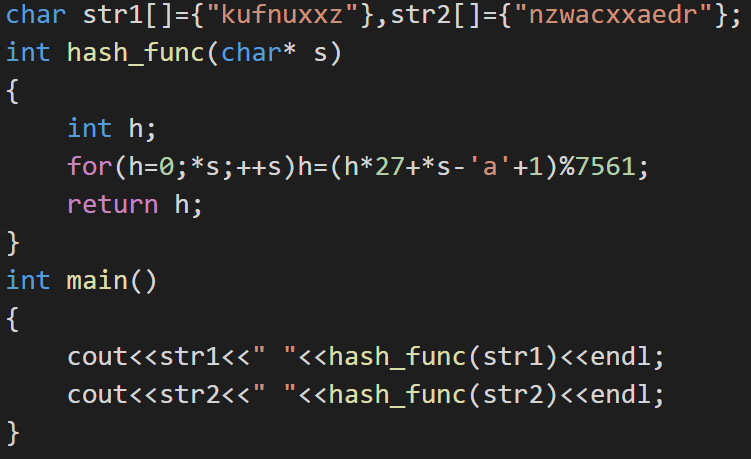 char str1[]={"kufnuxxz"},str2[]={"nzwacxxaedr"};
int hash_func(char* s)
{
    int h;
    for(h=0;*s;++s)h=(h*27+*s-'a'+1)%7561;
    return h;
}
int main()
{
    cout<<str1<<" "<<hash_func(str1)<<endl;
    cout<<str2<<" "<<hash_func(str2)<<endl;
}